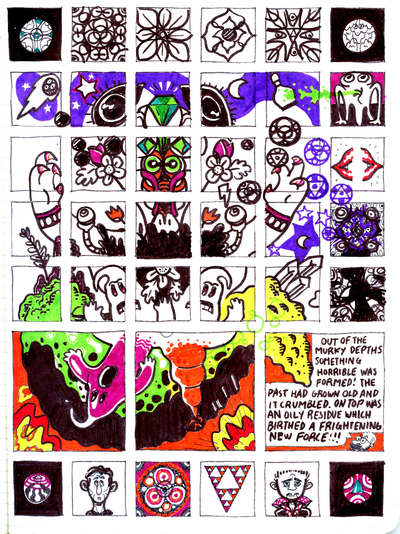 OUT OF THE
MURKY DEPTHS
SOMETHING
HORRIBLE WAS
FORMED! THE
PAST HAD GROWN OLD AND
IT CRUMBLED. ON TOP WAS
AN OILY RESIDUE WHICH
BIRTHED A FRIGHTENING
NEW FORCE!!!